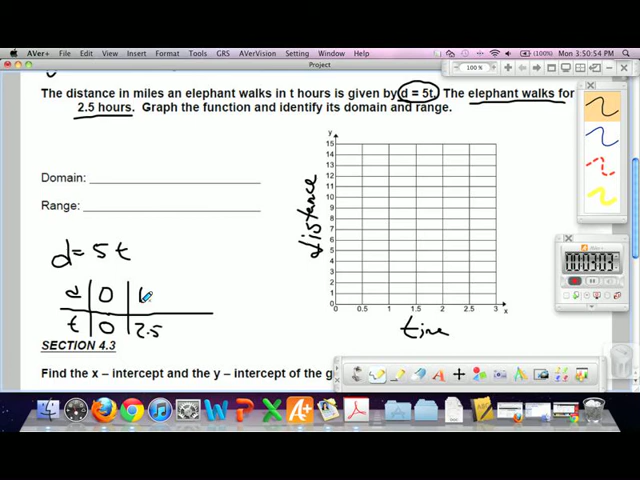 AVer+ File Edit Insert Format Tools GRS AVerVision Setting Window Help (100%) Mon 3:50:54 PM
Project
100 %
The distance in miles an elephant walks in t hours is given by d = 5t. The elephant walks for
2.5 hours. Graph the function and identify its domain and range.
Domain:
Range:
d = 5t
d 0
t 0 2.5
y
15
14
13
12
11
10
9
8
7
6
5
4
3
2
1
0
0 0.5 1 1.5 2 2.5 3 x
distance
time
SECTION 4.3
Find the x – intercept and the y – intercept of the g
00:03:03